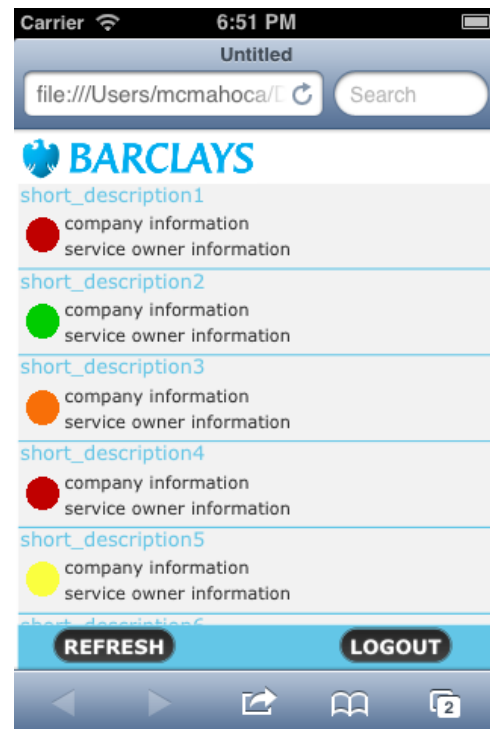 Carrier 6:51 PM
Untitled
file:///Users/mcmahoca/D Search
BARCLAYS
short_description1
company information
service owner information
short_description2
company information
service owner information
short_description3
company information
service owner information
short_description4
company information
service owner information
short_description5
company information
service owner information
short_description6
REFRESH LOGOUT
2